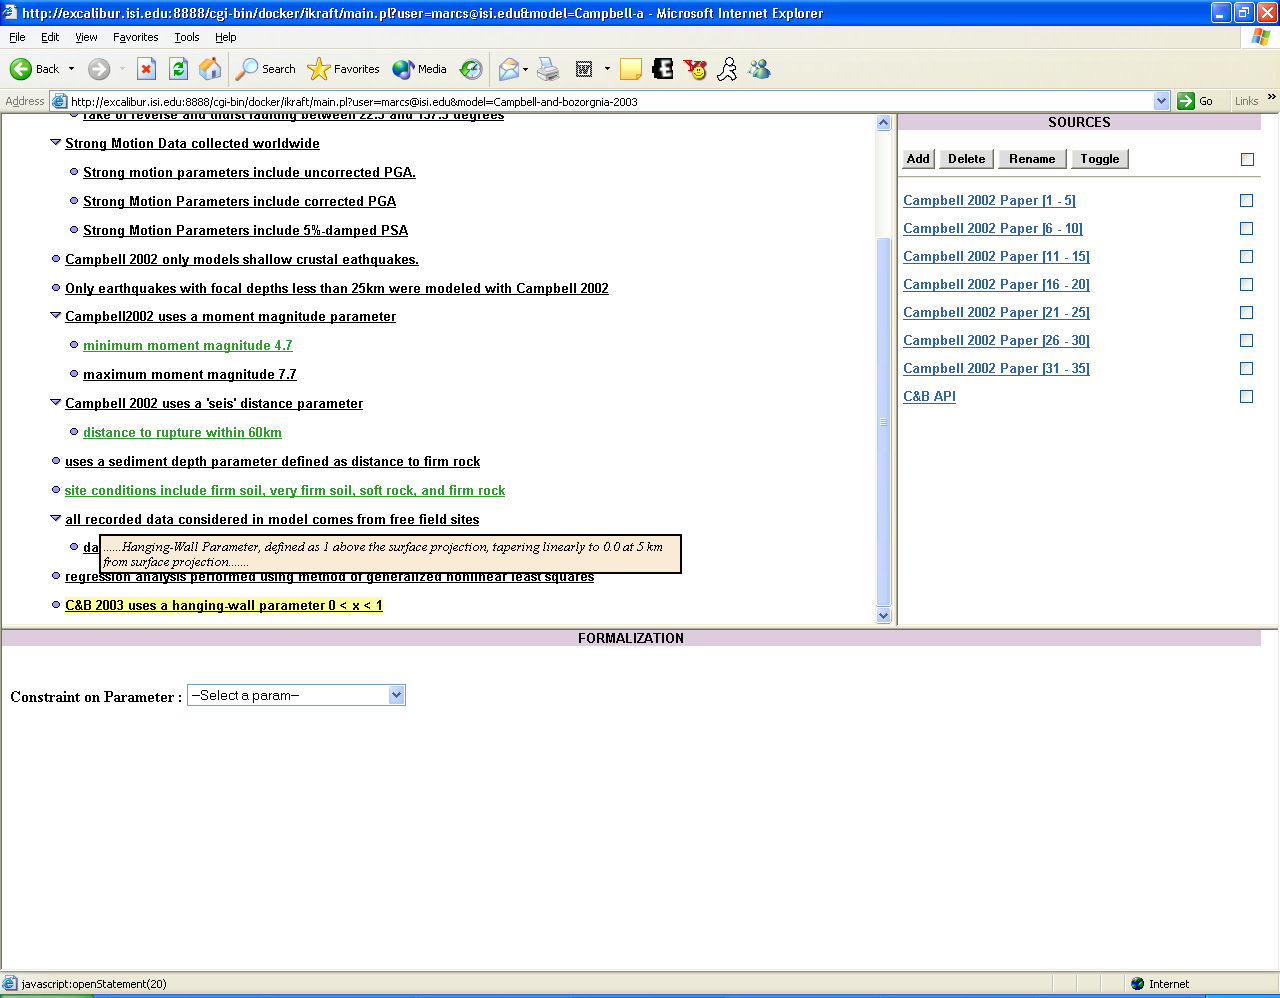 http://excalibur.isi.edu:8888/cgi-bin/docker/ikraft/main.pl?user=marcs@isi.edu&model=Campbell-a - Microsoft Internet Explorer
File Edit View Favorites Tools Help
Back Search Favorites Media
Address http://excalibur.isi.edu:8888/cgi-bin/docker/ikraft/main.pl?user=marcs@isi.edu&model=Campbell-and-bozorgnia-2003 Go Links »
rake of reverse and thrust faulting between 22.5 and 157.5 degrees
Strong Motion Data collected worldwide
Strong motion parameters include uncorrected PGA.
Strong Motion Parameters include corrected PGA
Strong Motion Parameters include 5%-damped PSA
Campbell 2002 only models shallow crustal eathquakes.
Only earthquakes with focal depths less than 25km were modeled with Campbell 2002
Campbell2002 uses a moment magnitude parameter
minimum moment magnitude 4.7
maximum moment magnitude 7.7
Campbell 2002 uses a 'seis' distance parameter
distance to rupture within 60km
uses a sediment depth parameter defined as distance to firm rock
site conditions include firm soil, very firm soil, soft rock, and firm rock
all recorded data considered in model comes from free field sites
da
......Hanging-Wall Parameter, defined as 1 above the surface projection, tapering linearly to 0.0 at 5 km
from surface projection.......
regression analysis performed using method of generalized nonlinear least squares
C&B 2003 uses a hanging-wall parameter 0 < x < 1
SOURCES
Add Delete Rename Toggle
Campbell 2002 Paper [1 - 5]
Campbell 2002 Paper [6 - 10]
Campbell 2002 Paper [11 - 15]
Campbell 2002 Paper [16 - 20]
Campbell 2002 Paper [21 - 25]
Campbell 2002 Paper [26 - 30]
Campbell 2002 Paper [31 - 35]
C&B API
FORMALIZATION
Constraint on Parameter : --Select a param--
javascript:openStatement(20) Internet